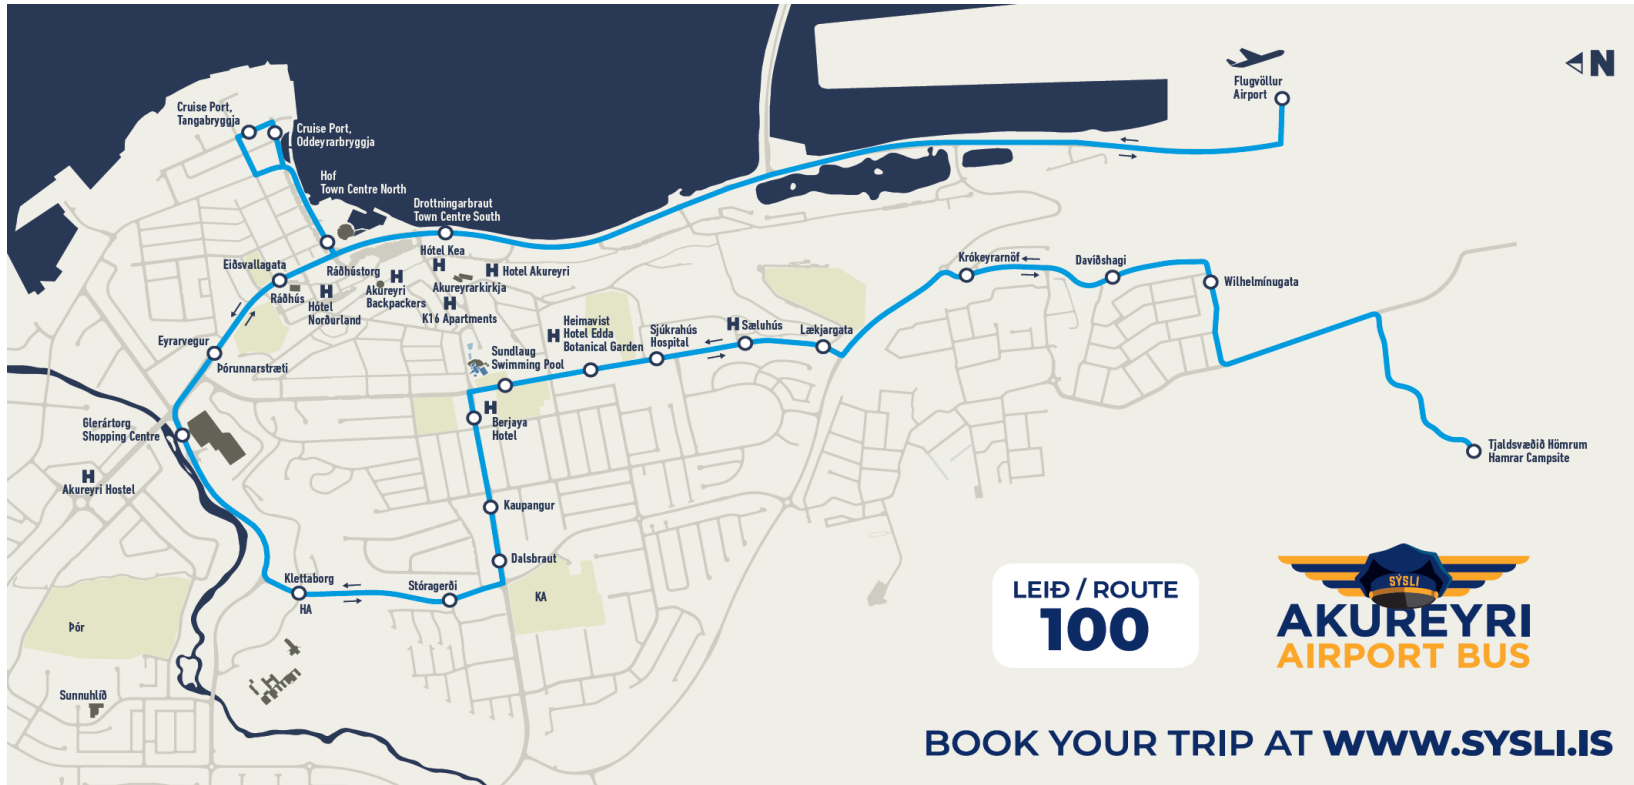 N
Flugvöllur
Airport
Cruise Port,
Tangabryggja
Cruise Port,
Oddeyrarbryggja
Hof
Town Centre North
Drottningarbraut
Town Centre South
Hótel Kea
H
H Hotel Akureyri
Eiðsvallagata
Ráðhústorg
H
Akureyri
Backpackers
Akureyrarkirkja
Ráðhús
H
Hótel
Norðurland
H
K16 Apartments
Krókeyrarnöf
Davíðshagi
Wilhelmínugata
Eyrarvegur
Þórunnarstræti
Heimavist
H Hotel Edda
Botanical Garden
Sjúkrahús
Hospital
H Sæluhús
Lækjargata
Sundlaug
Swimming Pool
H
Berjaya
Hotel
Glerártorg
Shopping Centre
H
Akureyri Hostel
Tjaldsvæðið Hömrum
Hamrar Campsite
Kaupangur
Dalsbraut
Klettaborg
HA
Stóragerði
KA
Þór
Sunnuhlíð
LEIÐ / ROUTE
100
SÝSLI
AKUREYRI
AIRPORT BUS
BOOK YOUR TRIP AT WWW.SYSLI.IS